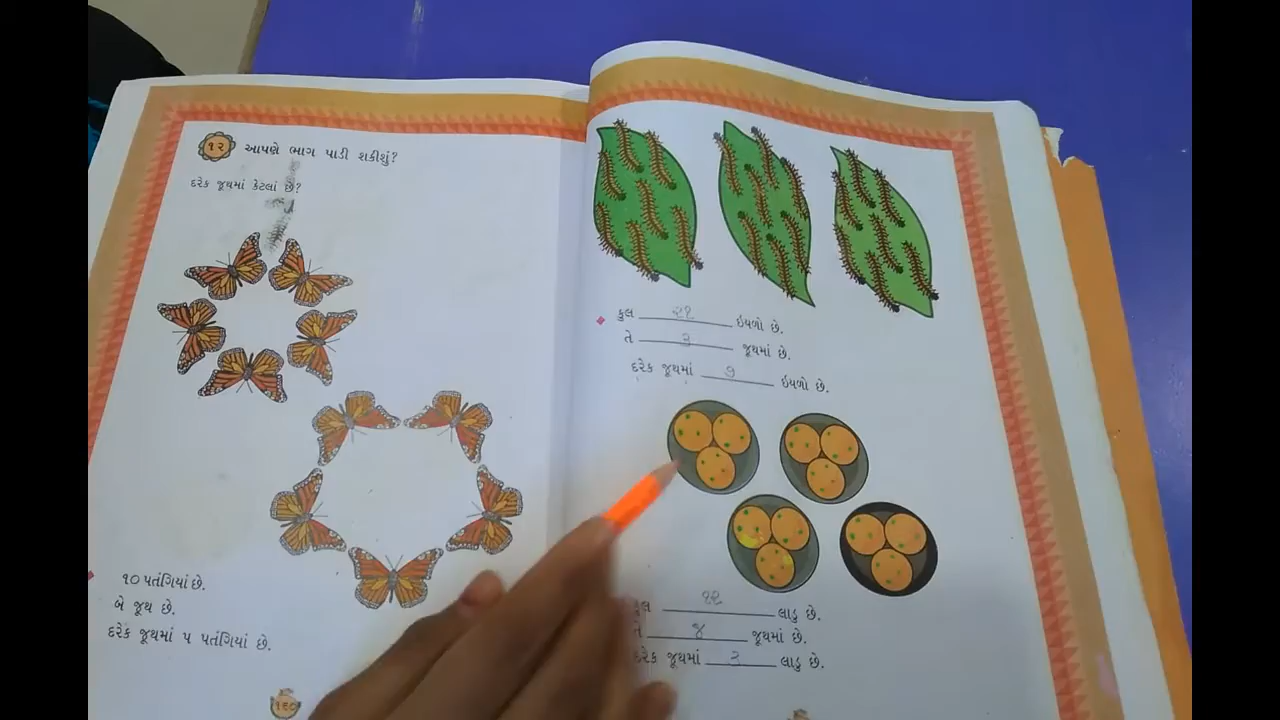 ૧૨ આપણે ભાગ પાડી શકીશું?
દરેક જૂથમાં કેટલાં છે?
૧૦ પતંગિયાં છે.
બે જૂથ છે.
દરેક જૂથમાં ૫ પતંગિયાં છે.
૧૬૦
કુલ ૨૧ ઇયળો છે.
તે ૩ જૂથમાં છે.
દરેક જૂથમાં ૭ ઇયળો છે.
કુલ ૧૨ લાડુ છે.
તે ૪ જૂથમાં છે.
દરેક જૂથમાં ૩ લાડુ છે.